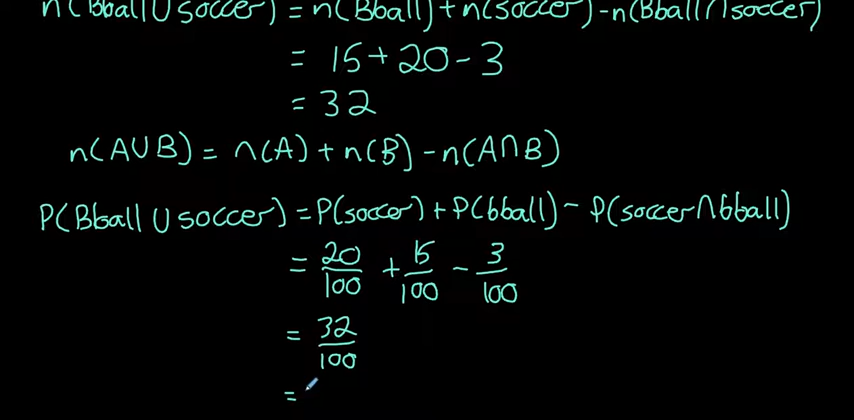 n(Bball ∪ soccer) = n(Bball) + n(soccer) - n(Bball ∩ soccer)
= 15 + 20 - 3
= 32
n(A∪B) = n(A) + n(B) - n(A∩B)
P(Bball ∪ soccer) = P(soccer) + P(bball) - P(soccer ∩ bball)
= 20/100 + 15/100 - 3/100
= 32/100
=